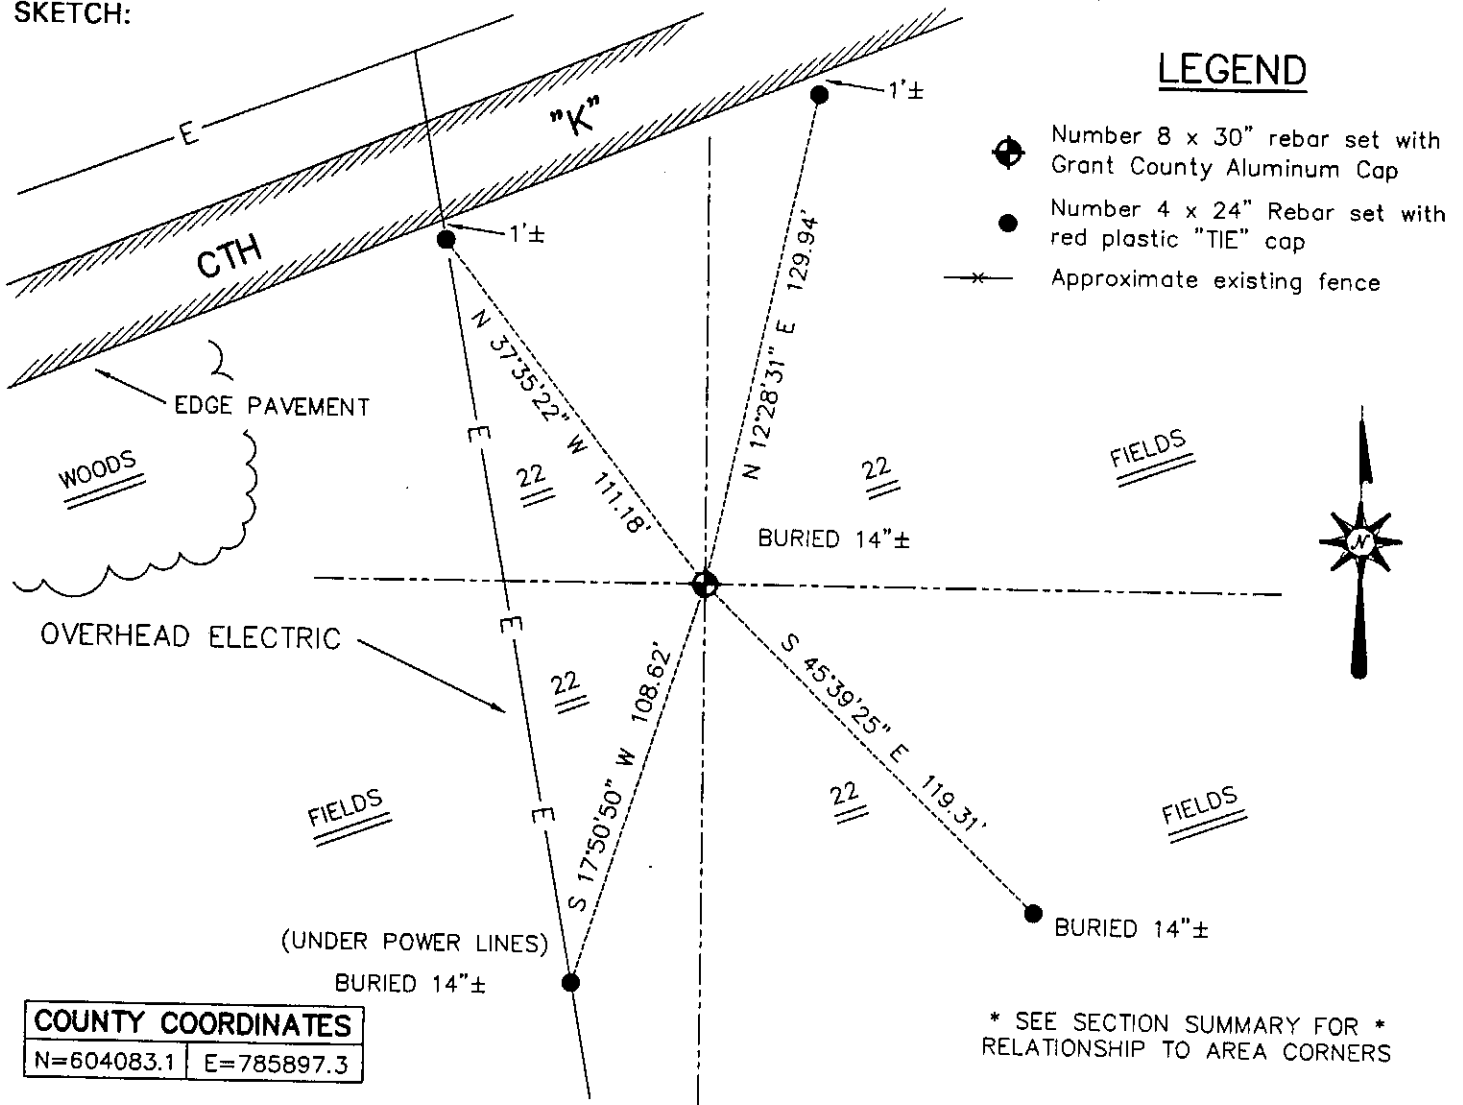 SKETCH:
LEGEND
Number 8 x 30" rebar set with
Grant County Aluminum Cap
Number 4 x 24" Rebar set with
red plastic "TIE" cap
Approximate existing fence
E
CTH "K"
1'±
1'±
EDGE PAVEMENT
WOODS
N 37°35'22" W 111.18'
N 12°28'31" E 129.94'
E
22
22
FIELDS
BURIED 14"±
N
OVERHEAD ELECTRIC
E
22
S 17°50'50" W 108.62'
S 45°39'25" E 119.31'
FIELDS
E
22
FIELDS
(UNDER POWER LINES)
BURIED 14"±
BURIED 14"±
COUNTY COORDINATES
N=604083.1 E=785897.3
* SEE SECTION SUMMARY FOR *
RELATIONSHIP TO AREA CORNERS